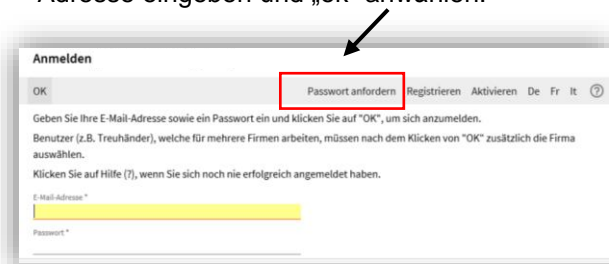 Adresse eingeben und „ok“ anwählen.
Anmelden
OK Passwort anfordern Registrieren Aktivieren De Fr It ?
Geben Sie Ihre E-Mail-Adresse sowie ein Passwort ein und klicken Sie auf "OK", um sich anzumelden.
Benutzer (z.B. Treuhänder), welche für mehrere Firmen arbeiten, müssen nach dem Klicken von "OK" zusätzlich die Firma
auswählen.
Klicken Sie auf Hilfe (?), wenn Sie sich noch nie erfolgreich angemeldet haben.
E-Mail-Adresse *
Passwort *